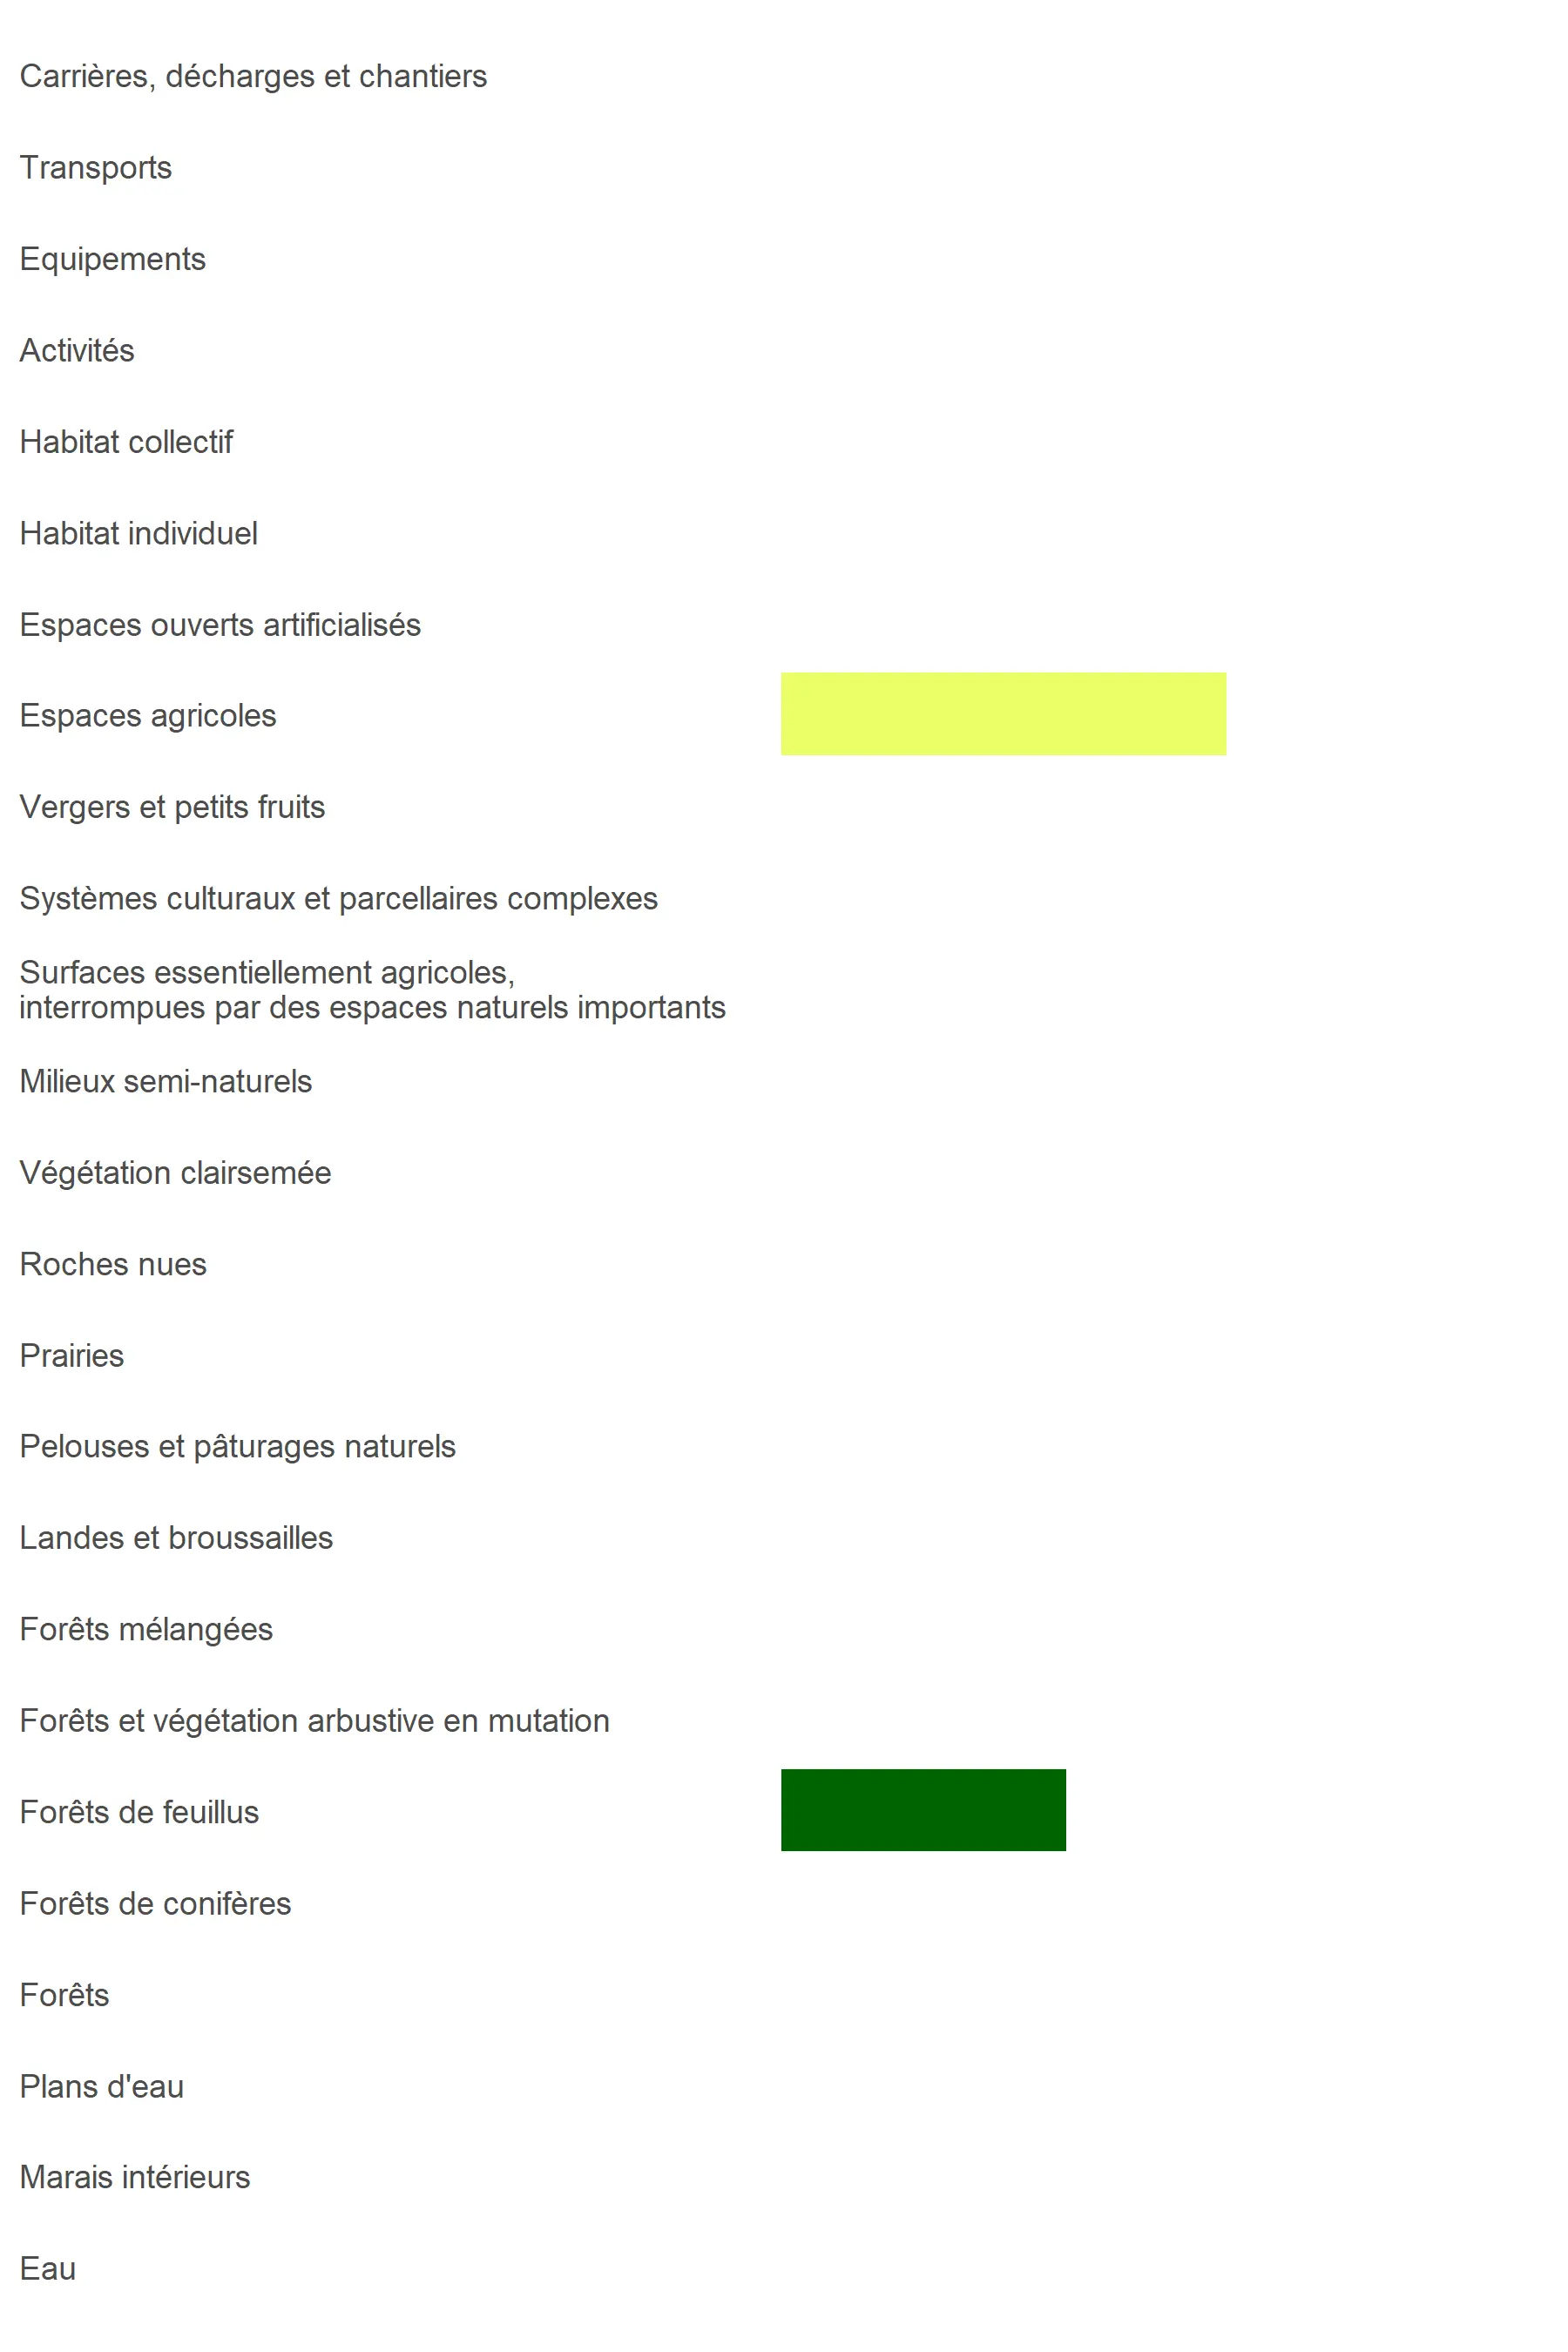 Carrières, décharges et chantiers
Transports
Equipements
Activités
Habitat collectif
Habitat individuel
Espaces ouverts artificialisés
Espaces agricoles
Vergers et petits fruits
Systèmes culturaux et parcellaires complexes
Surfaces essentiellement agricoles,
interrompues par des espaces naturels importants
Milieux semi-naturels
Végétation clairsemée
Roches nues
Prairies
Pelouses et pâturages naturels
Landes et broussailles
Forêts mélangées
Forêts et végétation arbustive en mutation
Forêts de feuillus
Forêts de conifères
Forêts
Plans d'eau
Marais intérieurs
Eau